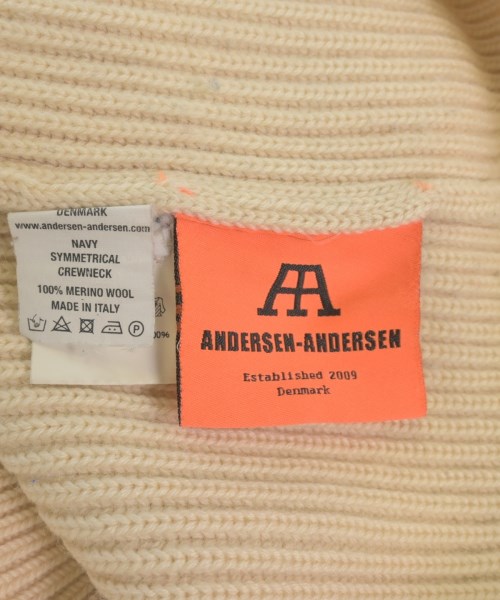 DENMARK
www.andersen-andersen.com
NAVY
SYMMETRICAL
CREWNECK
100% MERINO WOOL
MADE IN ITALY
P
00%
AA
ANDERSEN-ANDERSEN
Established 2009
Denmark